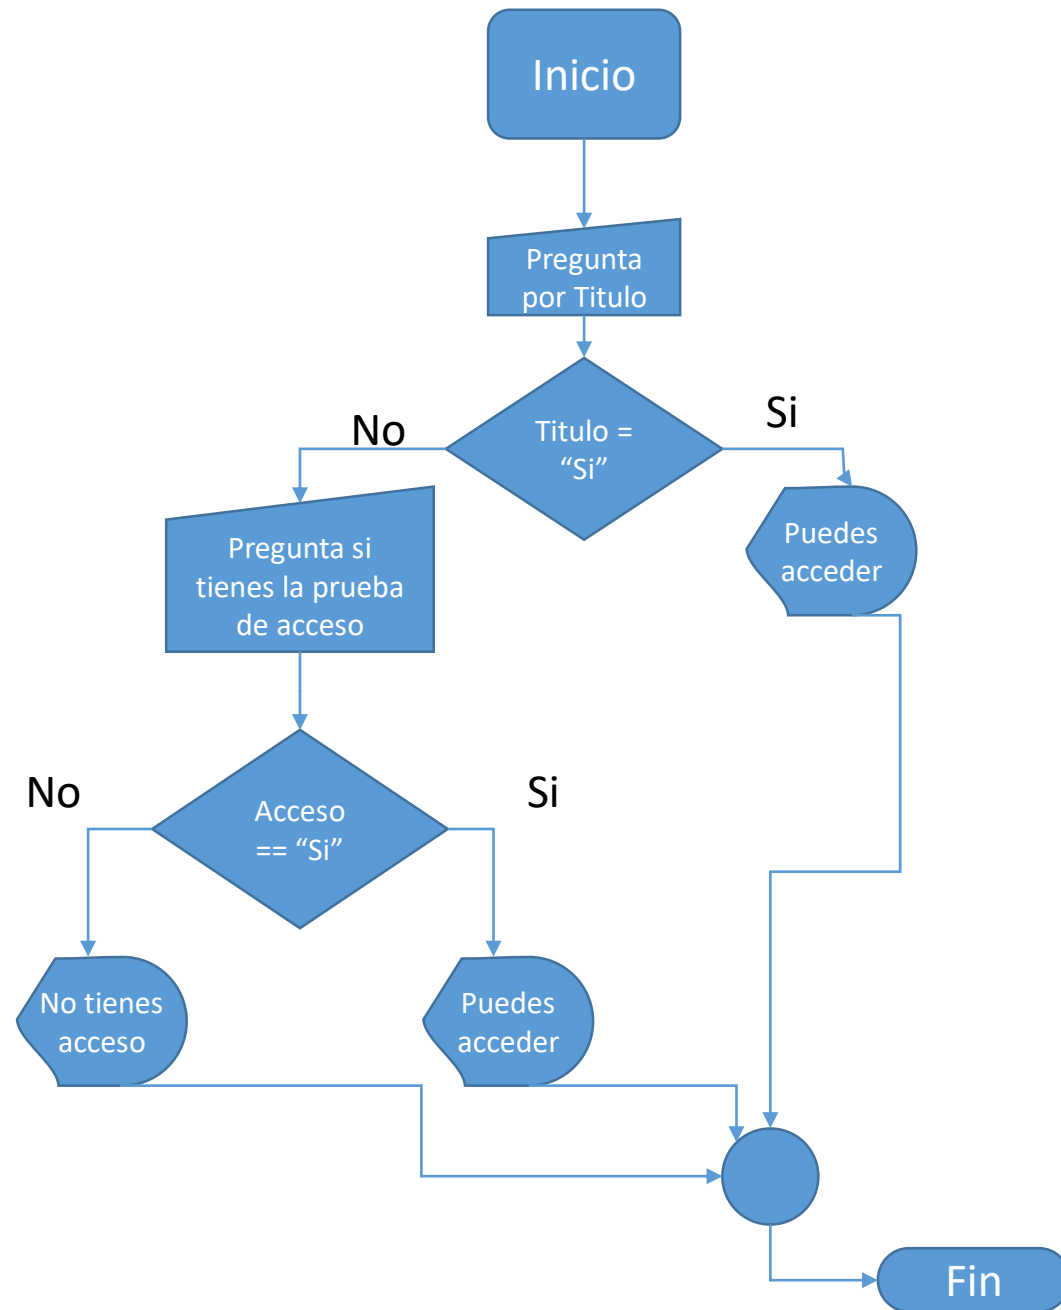 Inicio
Pregunta
por Titulo
No
Si
Titulo =
“Si”
Puedes
acceder
Pregunta si
tienes la prueba
de acceso
No
Si
Acceso
== “Si”
No tienes
acceso
Puedes
acceder
Fin